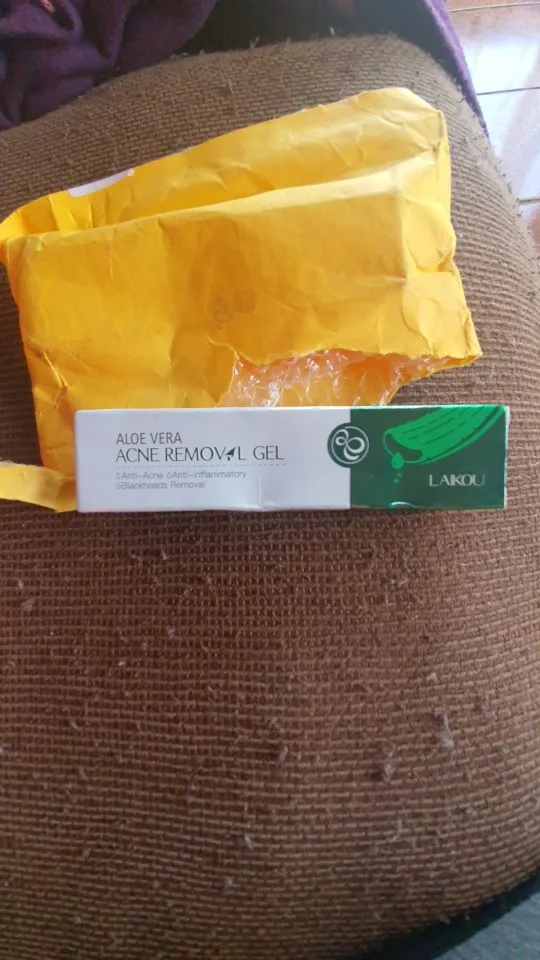 ALOE VERA
ACNE REMOVAL GEL
◊Anti-Acne ◊Anti-inflammatory
◊Blackheads Removal
LAIKOU